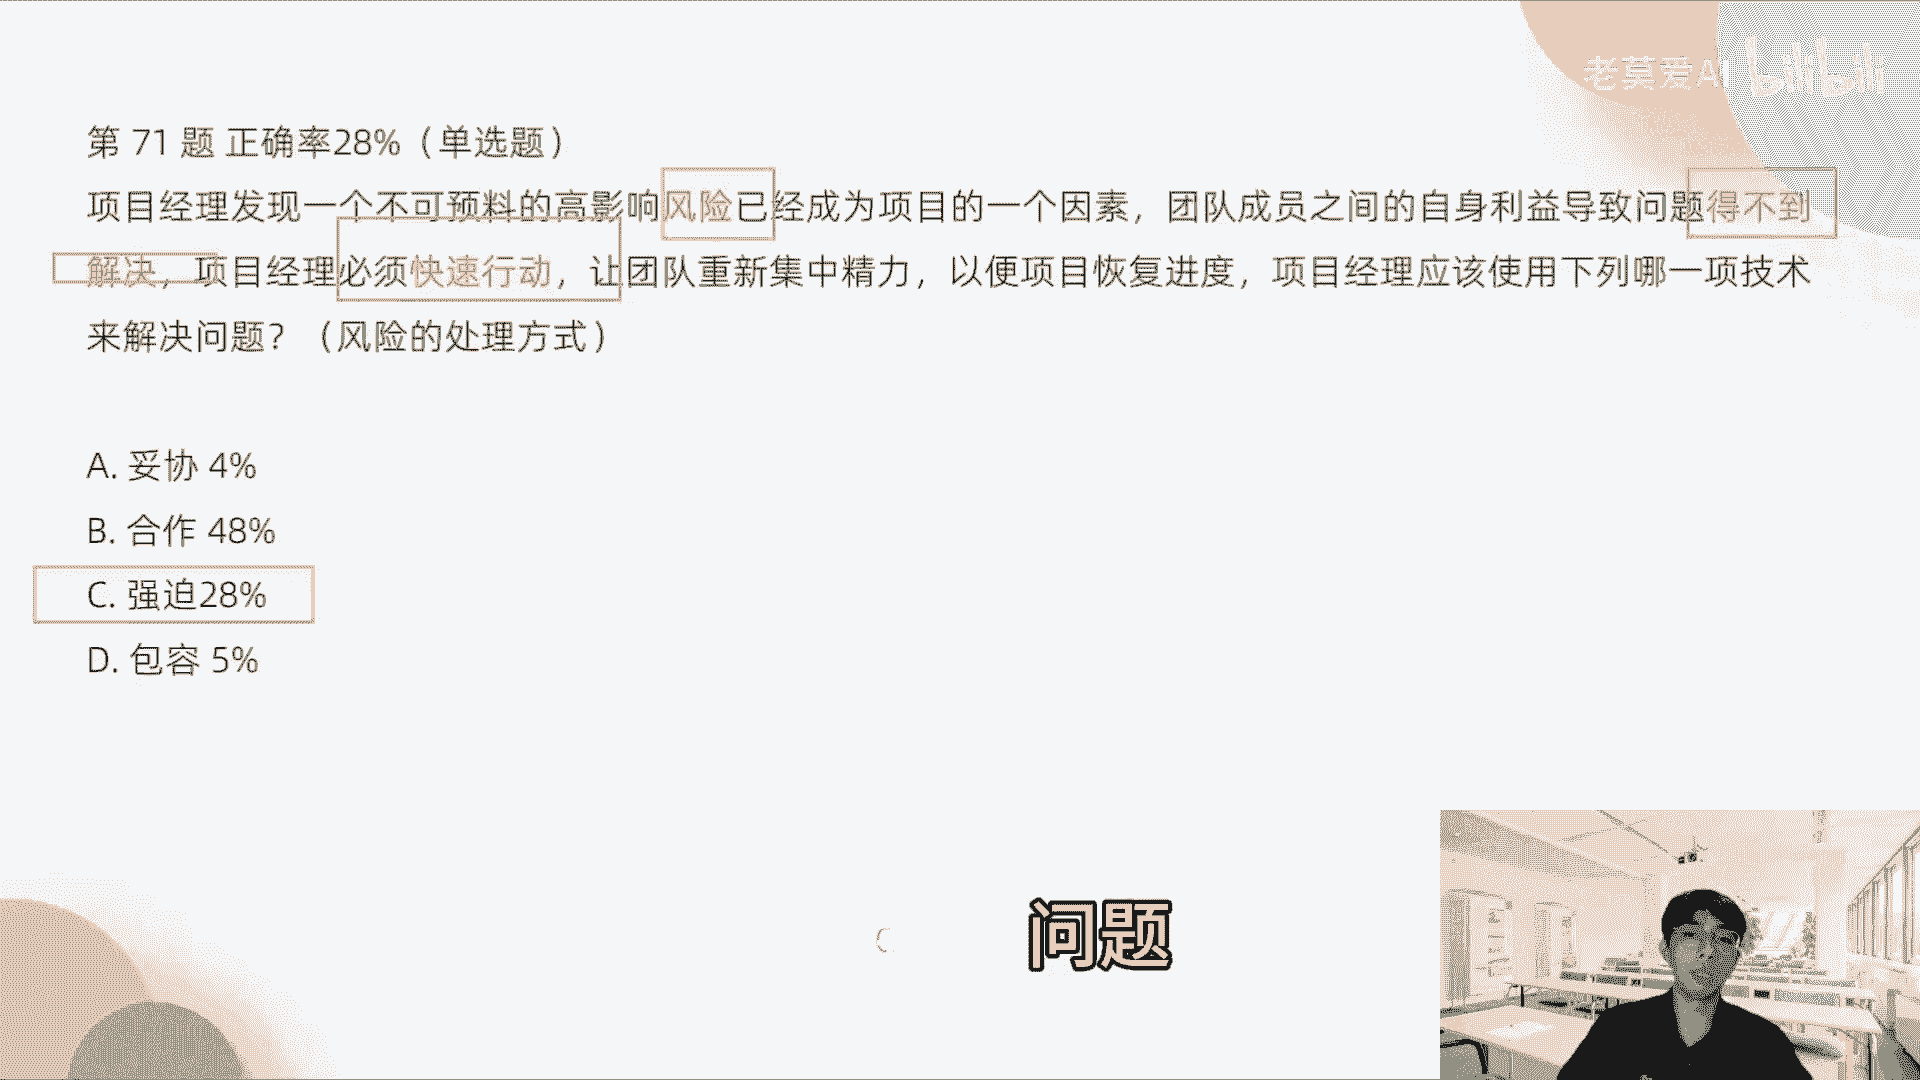 老莫爱AI bilibili
第 71 题 正确率28%（单选题）
项目经理发现一个不可预料的高影响风险已经成为项目的一个因素，团队成员之间的自身利益导致问题得不到
解决，项目经理必须快速行动，让团队重新集中精力，以便项目恢复进度，项目经理应该使用下列哪一项技术
来解决问题？（风险的处理方式）
A. 妥协 4%
B. 合作 48%
C. 强迫28%
D. 包容 5%
问题